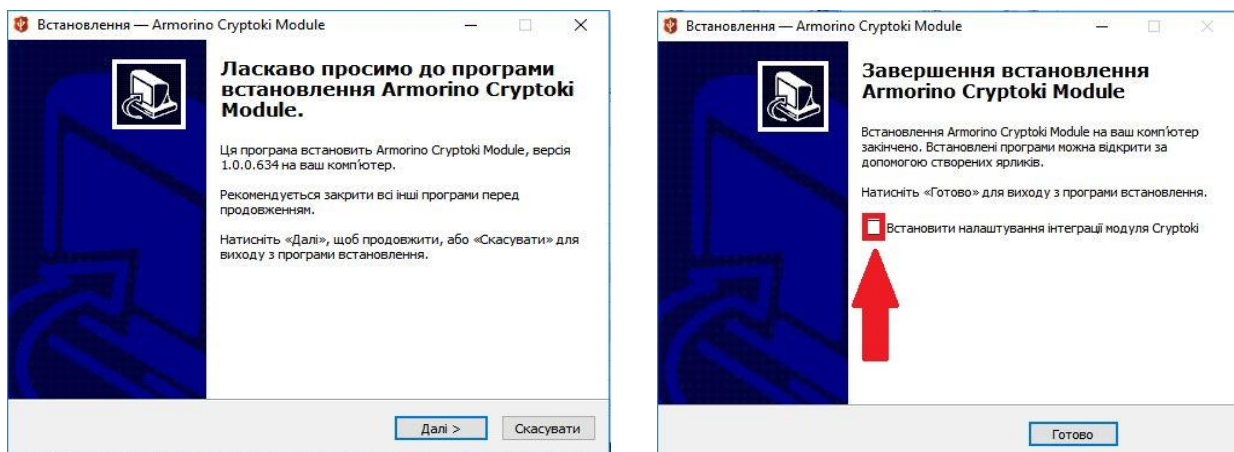 Встановлення — Armorino Cryptoki Module
Ласкаво просимо до програми
встановлення Armorino Cryptoki
Module.
Ця програма встановить Armorino Cryptoki Module, версія
1.0.0.634 на ваш комп'ютер.
Рекомендується закрити всі інші програми перед
продовженням.
Натисніть «Далі», щоб продовжити, або «Скасувати» для
виходу з програми встановлення.
Далі >
Скасувати
Встановлення — Armorino Cryptoki Module
Завершення встановлення
Armorino Cryptoki Module
Встановлення Armorino Cryptoki Module на ваш комп'ютер
закінчено. Встановлені програми можна відкрити за
допомогою створених ярликів.
Натисніть «Готово» для виходу з програми встановлення.
Встановити налаштування інтеграції модуля Cryptoki
Готово